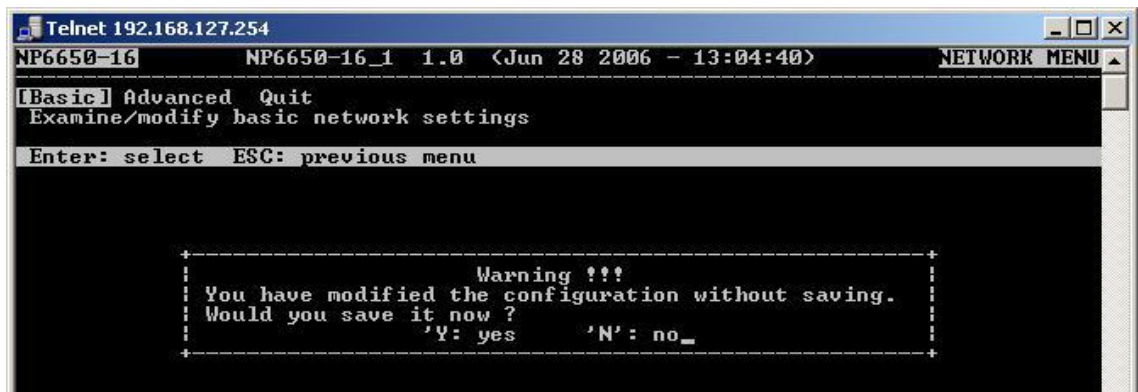 Telnet 192.168.127.254
NP6650-16 NP6650-16_1 1.0 (Jun 28 2006 - 13:04:40) NETWORK MENU
[Basic] Advanced Quit
Examine/modify basic network settings
Enter: select ESC: previous menu
Warning !!!
You have modified the configuration without saving.
Would you save it now ?
'Y: yes 'N': no_